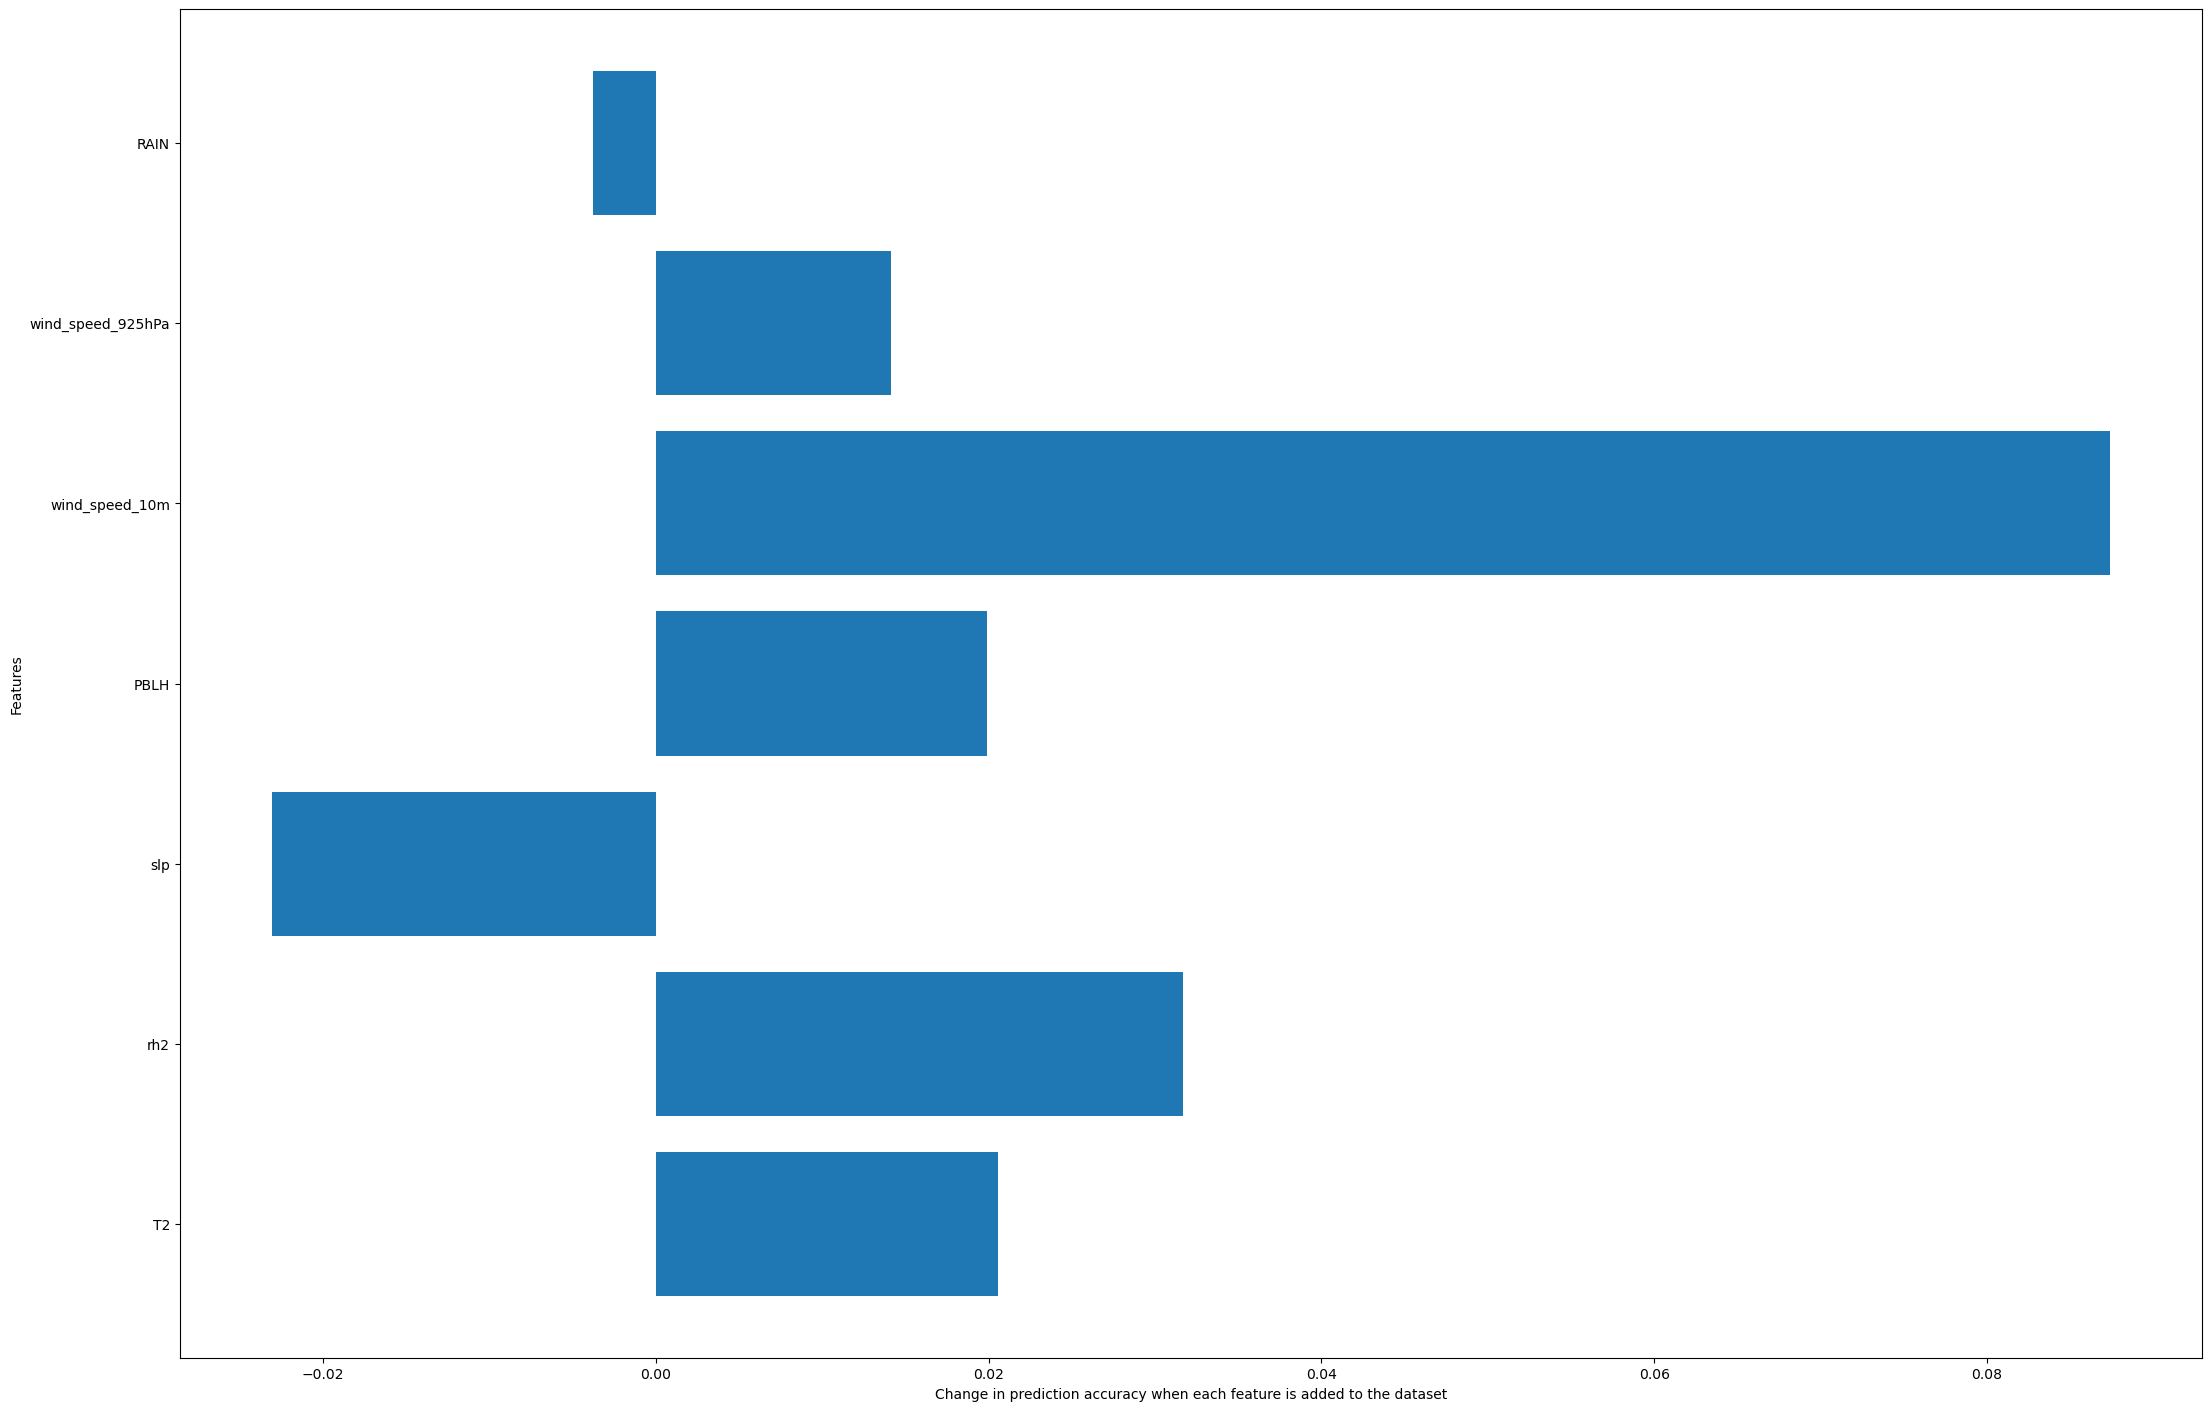 RAIN
wind_speed_925hPa
wind_speed_10m
PBLH
slp
rh2
T2
Features
−0.02 0.00 0.02 0.04 0.06 0.08
Change in prediction accuracy when each feature is added to the dataset